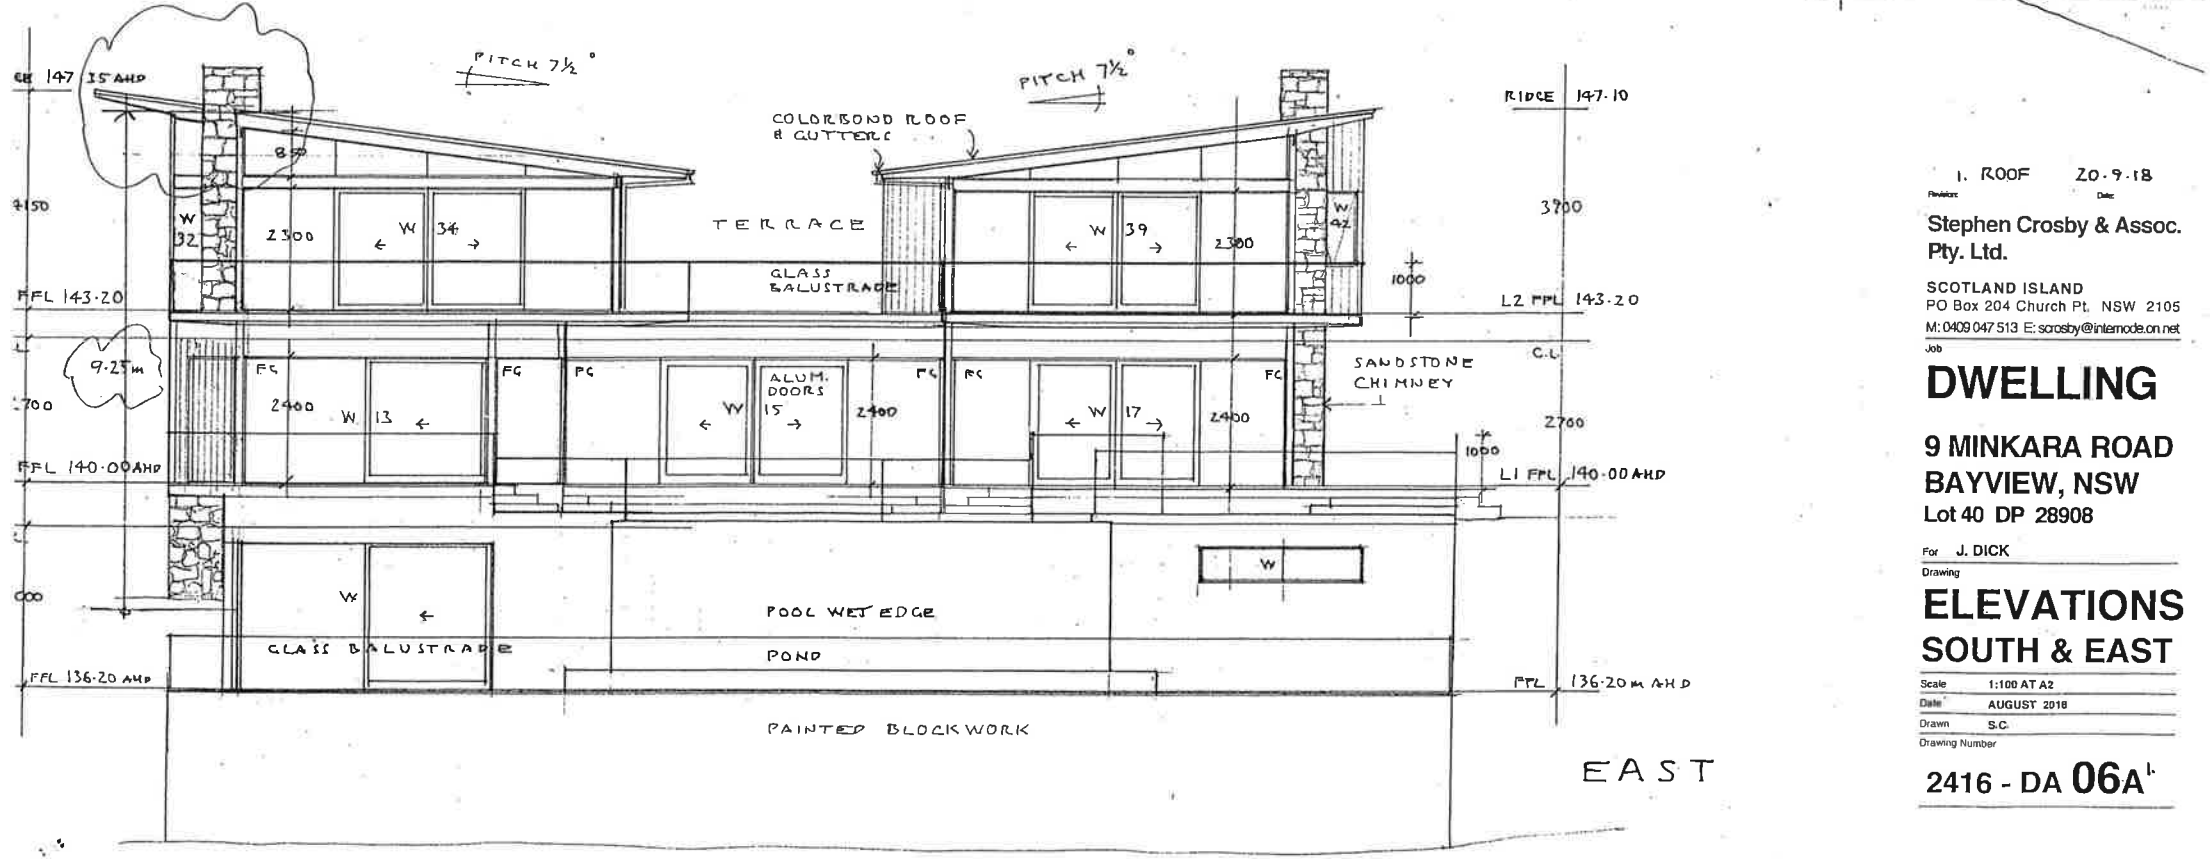 147.35 AHD
PITCH 7½°
PITCH 7½°
RIDGE 147.10
COLORBOND ROOF
& GUTTERS
850
W
32
2300
W 34
TERRACE
W 39
2300
W
42
3900
GLASS
BALUSTRADE
1000
FFL 143.20
L2 FFL 143.20
9.25m
FC
FC
FC
FC
FC
FC
C.L
SANDSTONE
CHIMNEY
ALUM.
DOORS
2400
W 13
W 15
2400
W 17
2400
2700
1000
FFL 140.00 AHD
L1 FFL 140.00 AHD
W
W
POOL WET EDGE
GLASS BALUSTRADE
POND
FFL 136.20 AHD
FFL 136.20 m AHD
PAINTED BLOCKWORK
EAST
1. ROOF 20.9.18
Revision: Date:
Stephen Crosby & Assoc.
Pty. Ltd.
SCOTLAND ISLAND
PO Box 204 Church Pt. NSW 2105
M: 0409 047 513 E: scrosby@internode.on.net
Job
DWELLING
9 MINKARA ROAD
BAYVIEW, NSW
Lot 40 DP 28908
For J. DICK
Drawing
ELEVATIONS
SOUTH & EAST
Scale 1:100 AT A2
Date AUGUST 2018
Drawn S.C.
Drawing Number
2416 - DA 06A 1.